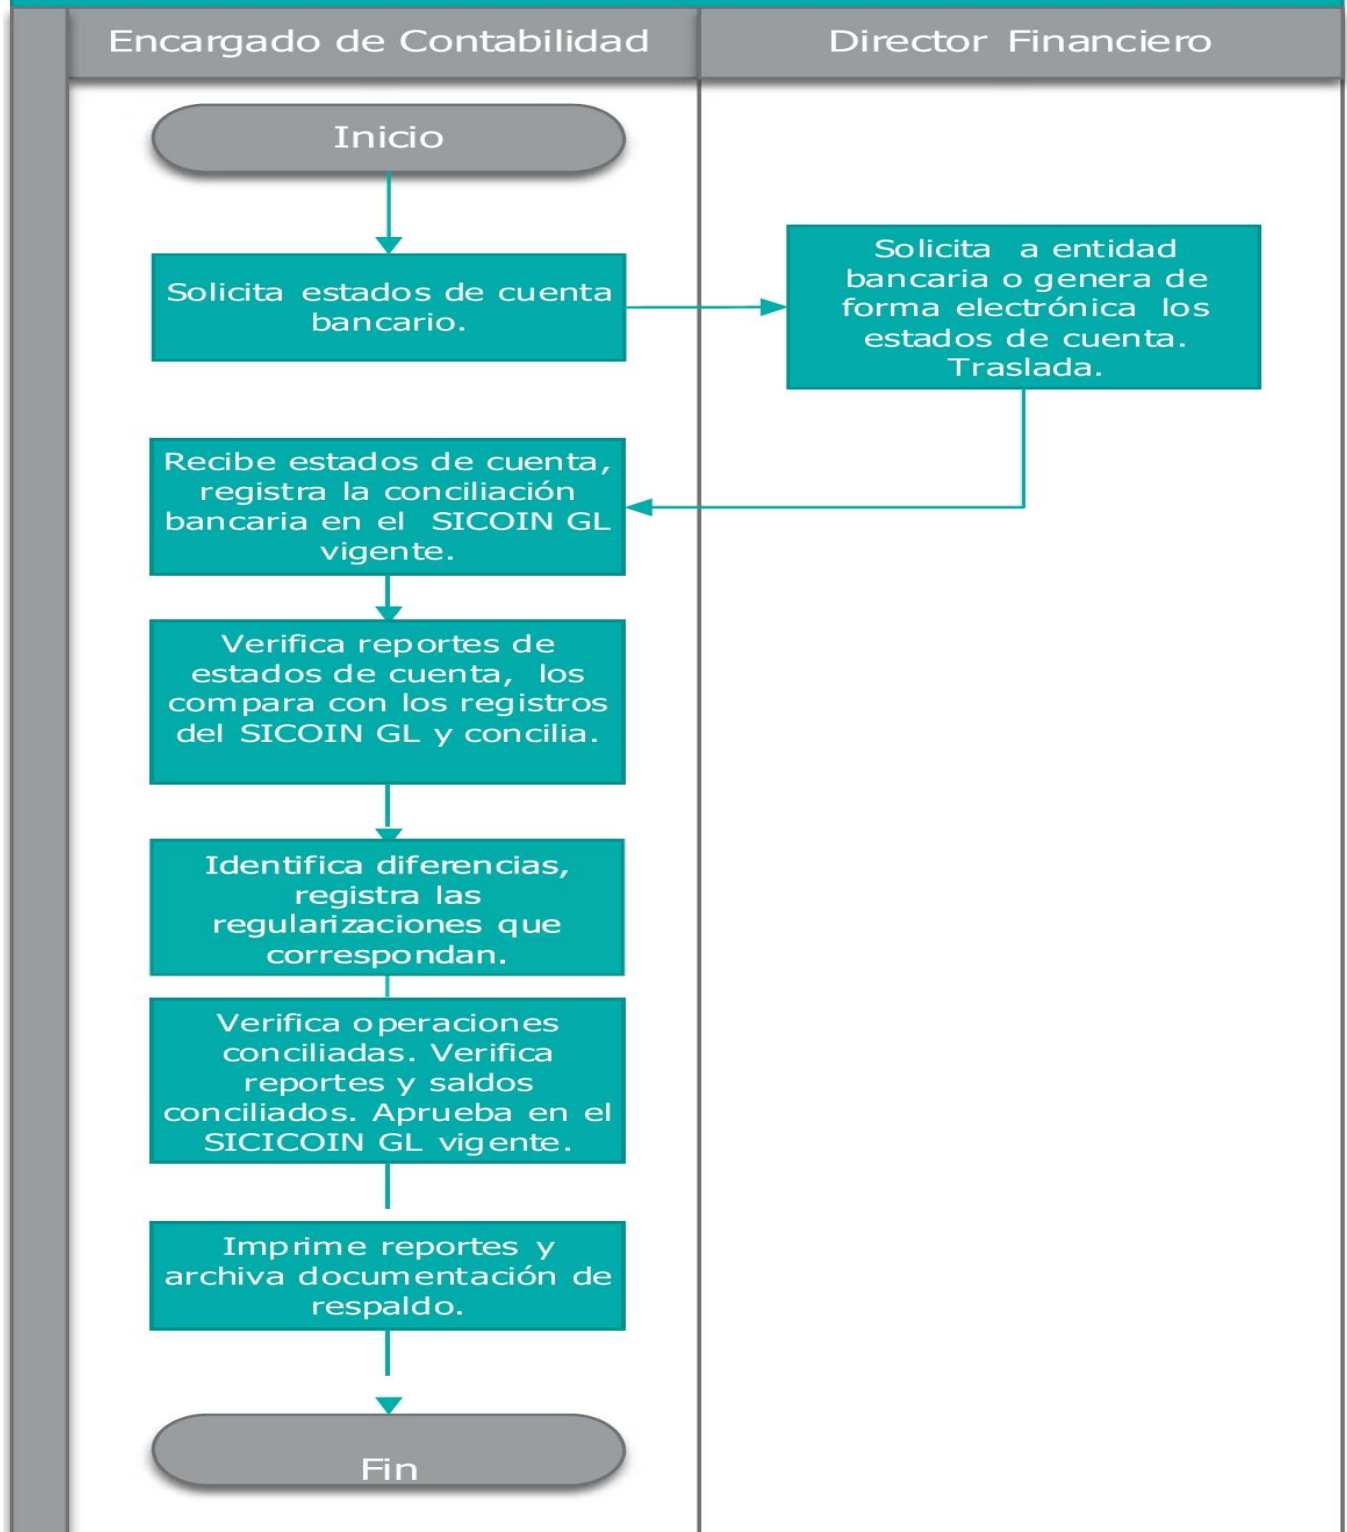 Encargado de Contabilidad
Director Financiero
Inicio
Solicita estados de cuenta
bancario.
Solicita a entidad
bancaria o genera de
forma electrónica los
estados de cuenta.
Traslada.
Recibe estados de cuenta,
registra la conciliación
bancaria en el SICOIN GL
vigente.
Verifica reportes de
estados de cuenta, los
compara con los registros
del SICOIN GL y concilia.
Identifica diferencias,
registra las
regularizaciones que
correspondan.
Verifica operaciones
conciliadas. Verifica
reportes y saldos
conciliados. Aprueba en el
SICICOIN GL vigente.
Imprime reportes y
archiva documentación de
respaldo.
Fin